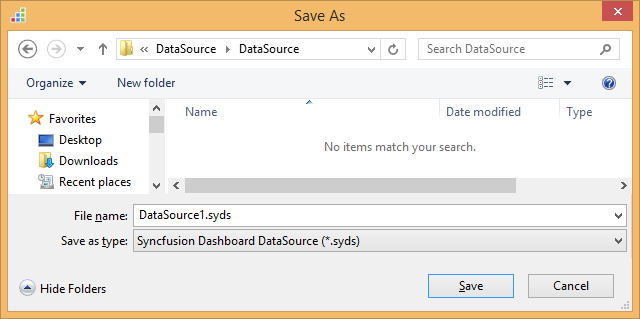 Save As
« DataSource DataSource Search DataSource
Organize New folder
Name Date modified Type
Favorites
Desktop
Downloads
Recent places
No items match your search.
File name: DataSource1.syds
Save as type: Syncfusion Dashboard DataSource (*.syds)
Hide Folders Save Cancel